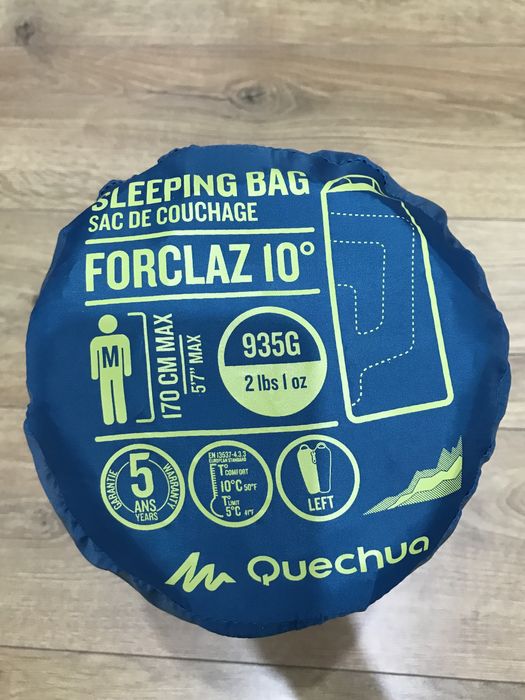 SLEEPING BAG
SAC DE COUCHAGE
FORCLAZ 10°
M
170 CM MAX
5'7" MAX
935G
2 lbs 1 oz
GARANTIE
5
ANS
YEARS
WARRANTY
EN 13537-4.3.3
EUROPEAN STANDARD
T° COMFORT
10°C 50°F
T° LIMIT
5°C 41°F
LEFT
Quechua